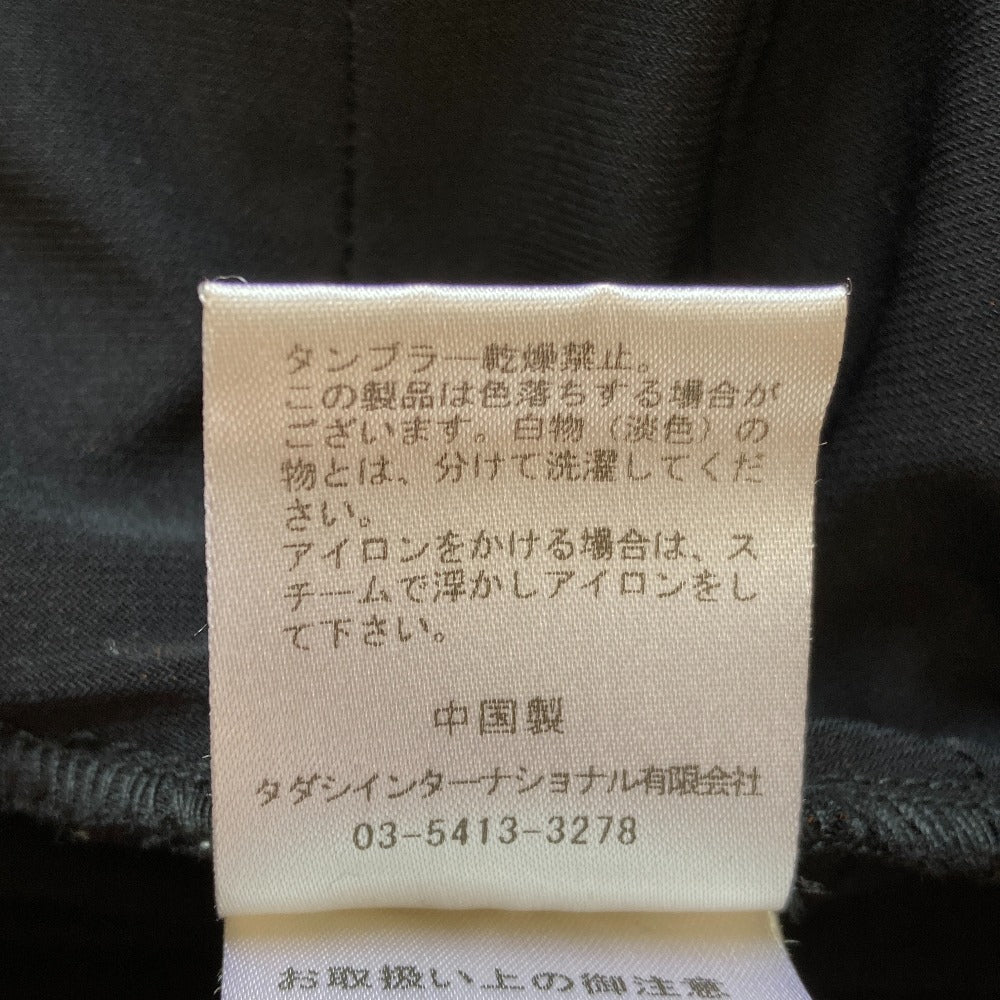 タンブラー乾燥禁止。
この製品は色落ちする場合が
ございます。白物（淡色）の
物とは、分けて洗濯してくだ
さい。
アイロンをかける場合は、ス
チームで浮かしアイロンをし
て下さい。
中国製
タダシインターナショナル有限会社
03-5413-3278
お取扱い上の御注意